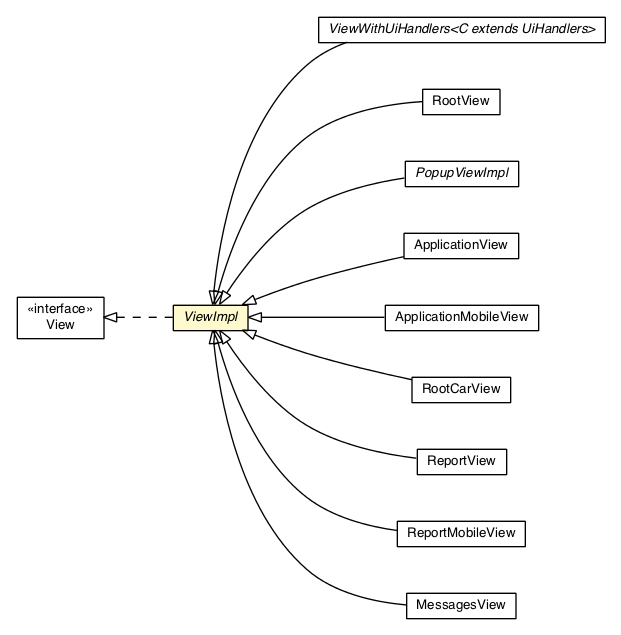 ViewWithUiHandlers<C extends UiHandlers>
RootView
PopupViewImpl
ApplicationView
«interface»
View
ViewImpl
ApplicationMobileView
RootCarView
ReportView
ReportMobileView
MessagesView